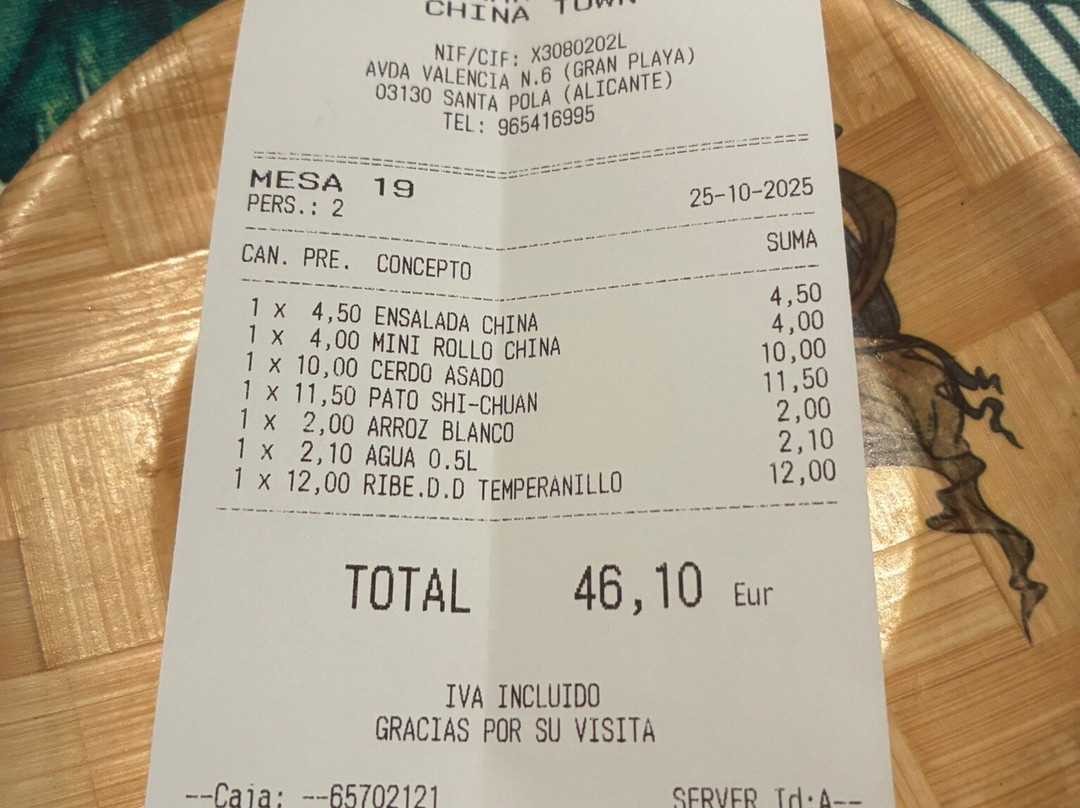 CHINA TOWN
NIF/CIF: X3080202L
AVDA VALENCIA N.6 (GRAN PLAYA)
03130 SANTA POLA (ALICANTE)
TEL: 965416995
MESA 19
PERS.: 2 25-10-2025
CAN. PRE. CONCEPTO SUMA
1 x 4,50 ENSALADA CHINA 4,50
1 x 4,00 MINI ROLLO CHINA 4,00
1 x 10,00 CERDO ASADO 10,00
1 x 11,50 PATO SHI-CHUAN 11,50
1 x 2,00 ARROZ BLANCO 2,00
1 x 2,10 AGUA 0.5L 2,10
1 x 12,00 RIBE.D.D TEMPERANILLO 12,00
TOTAL 46,10 Eur
IVA INCLUIDO
GRACIAS POR SU VISITA
--Caja: --65702121 SERVER Id:A--